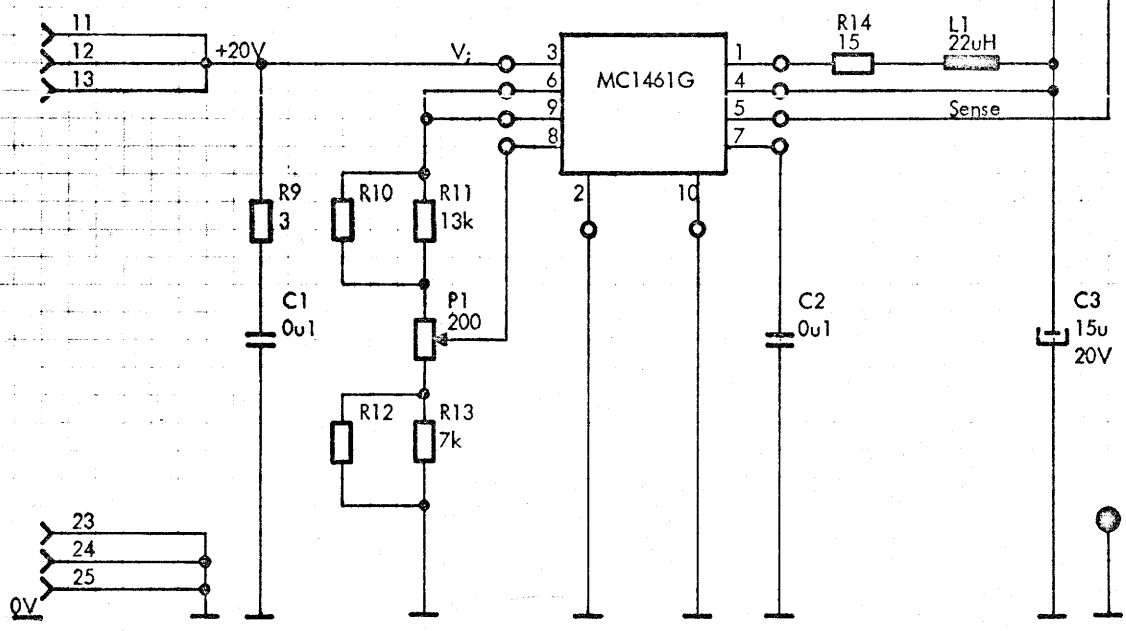 11
12
13
+20V
Vi
3
6
9
8
MC1461G
1
4
5
7
2
10
R14
15
L1
22uH
Sense
R9
3
R10
R11
13k
C1
0u1
P1
200
C2
0u1
C3
15u
20V
R12
R13
7k
23
24
25
0V